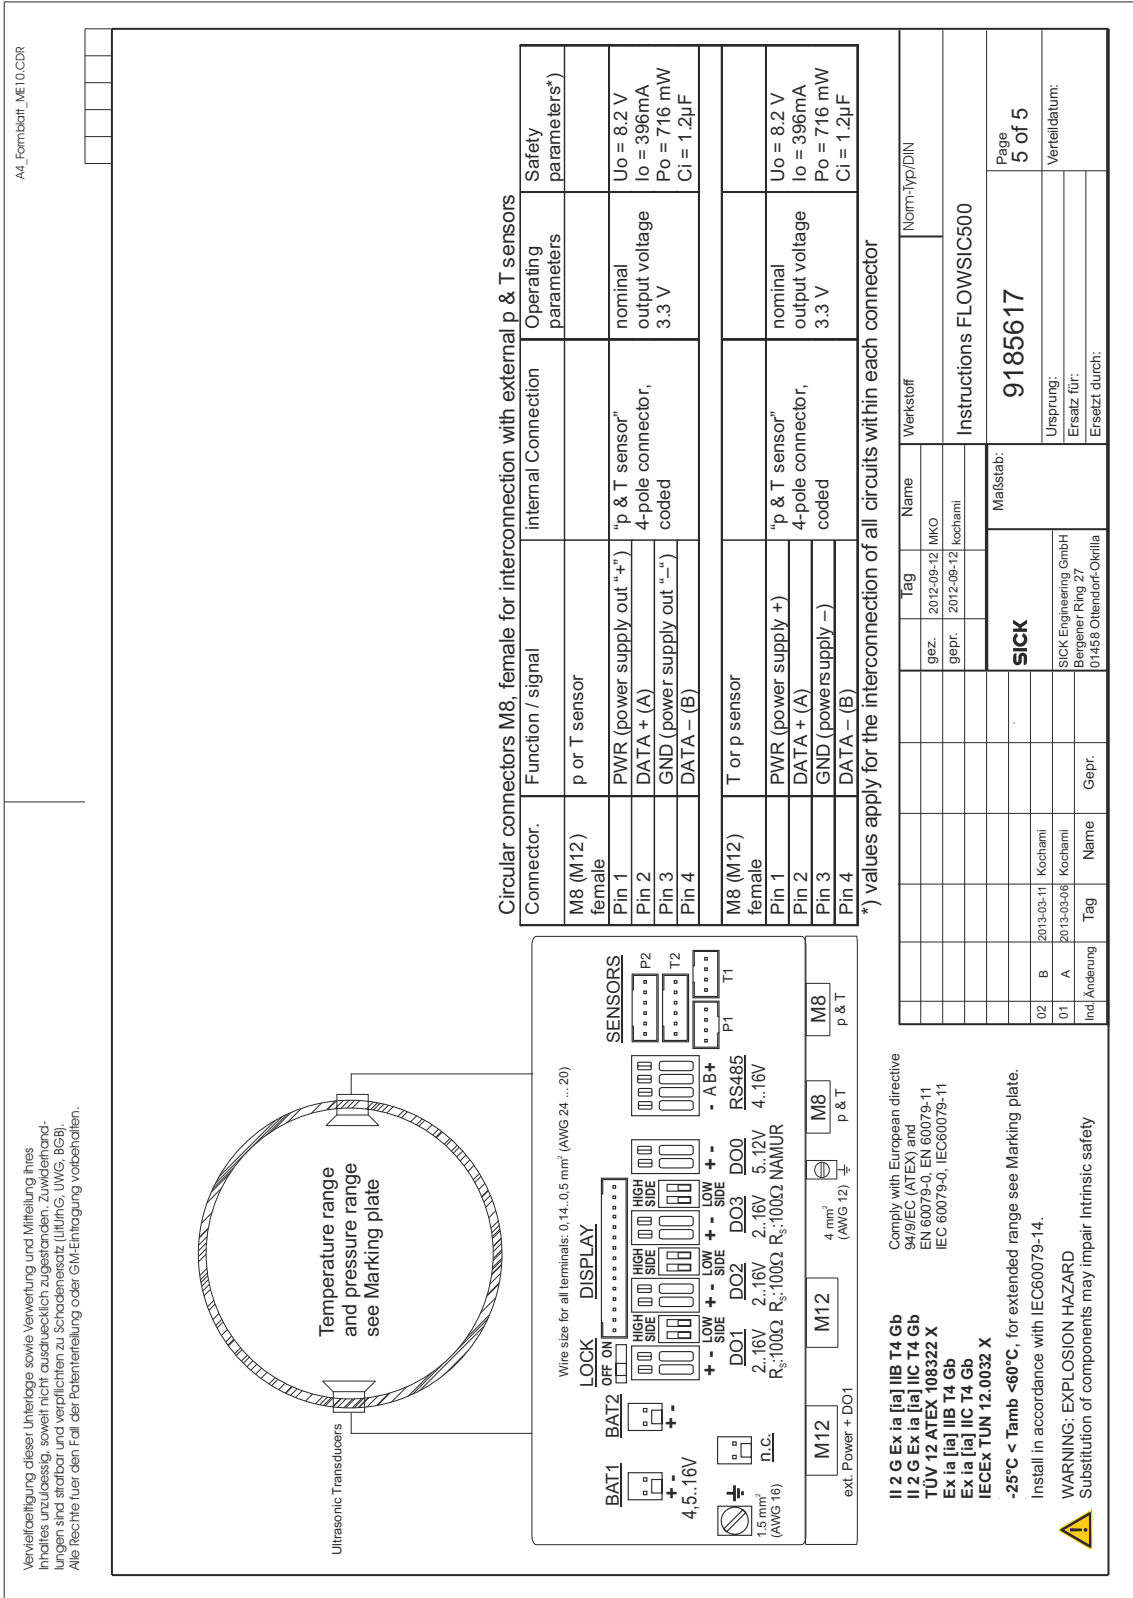 A4_Formblatt_ME10.CDR
Vervielfaeltigung dieser Unterlage sowie Verwertung und Mitteilung ihres
Inhaltes unzulaessig, soweit nicht ausdruecklich zugestanden. Zuwiderhand-
lungen sind strafbar und verpflichten zu Schadenersatz (LitUrhG, UWG, BGB).
Alle Rechte fuer den Fall der Patenterteilung oder GM-Eintragung vorbehalten.
Ultrasonic Transducers
Temperature range
and pressure range
see Marking plate
Wire size for all terminals: 0,14..0,5 mm² (AWG 24 ... 20)
BAT1
BAT2
LOCK
DISPLAY
SENSORS
OFF ON
HIGH
SIDE
HIGH
SIDE
HIGH
SIDE
P2
T2
P1
T1
+ -
+ -
+ -
LOW
SIDE
+ -
LOW
SIDE
+ -
LOW
SIDE
+ -
- A B+
4,5..16V
DO1
DO2
DO3
DO0
RS485
2..16V
2..16V
2..16V
5..12V
4..16V
RS:100Ω
RS:100Ω
RS:100Ω
NAMUR
1.5 mm²
(AWG 16)
n.c.
M12
M12
M8
M8
ext. Power + DO1
4 mm²
(AWG 12)
p & T
p & T
Circular connectors M8, female for interconnection with external p & T sensors
Connector. Function / signal internal Connection Operating parameters Safety parameters*)
M8 (M12) female p or T sensor
Pin 1 PWR (power supply out “+”) “p & T sensor” nominal Uo = 8.2 V
Pin 2 DATA + (A) 4-pole connector, output voltage Io = 396mA
Pin 3 GND (power supply out “–“) coded 3.3 V Po = 716 mW
Pin 4 DATA – (B) Ci = 1.2µF
M8 (M12) female T or p sensor
Pin 1 PWR (power supply +) “p & T sensor” nominal Uo = 8.2 V
Pin 2 DATA + (A) 4-pole connector, output voltage Io = 396mA
Pin 3 GND (powersupply –) coded 3.3 V Po = 716 mW
Pin 4 DATA – (B) Ci = 1.2µF
*) values apply for the interconnection of all circuits within each connector
II 2 G Ex ia [ia] IIB T4 Gb
II 2 G Ex ia [ia] IIC T4 Gb
TÜV 12 ATEX 108322 X
Ex ia [ia] IIB T4 Gb
Ex ia [ia] IIC T4 Gb
IECEx TUN 12.0032 X
Comply with European directive
94/9/EC (ATEX) and
EN 60079-0, EN 60079-11
IEC 60079-0, IEC60079-11
-25°C < Tamb <60°C, for extended range see Marking plate.
Install in accordance with IEC60079-14.
WARNING: EXPLOSION HAZARD
Substitution of components may impair Intrinsic safety
02 B 2013-03-11 Kochami
01 A 2013-03-06 Kochami
Ind. Änderung Tag Name Gepr.
Tag Name
gez. 2012-09-12 MKO
gepr. 2012-09-12 kochami
Werkstoff
Norm-Typ/DIN
Instructions FLOWSIC500
SICK
Maßstab:
9185617
Page
5 of 5
SICK Engineering GmbH
Bergener Ring 27
01458 Ottendorf-Okrilla
Ursprung:
Ersatz für:
Ersetzt durch:
Verteildatum: